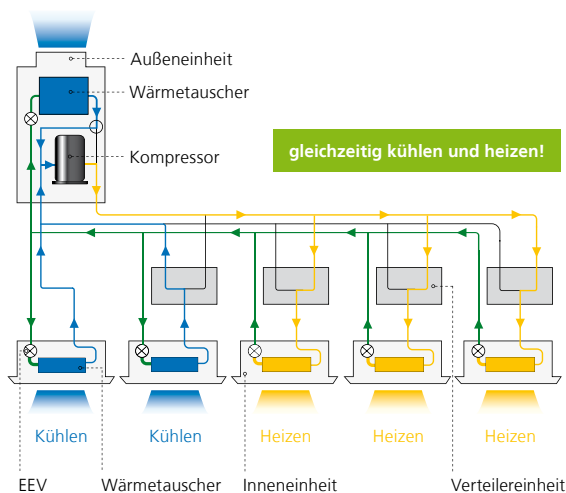 Außeneinheit
Wärmetauscher
Kompressor
gleichzeitig kühlen und heizen!
Kühlen
Kühlen
Heizen
Heizen
Heizen
EEV
Wärmetauscher
Inneneinheit
Verteilereinheit